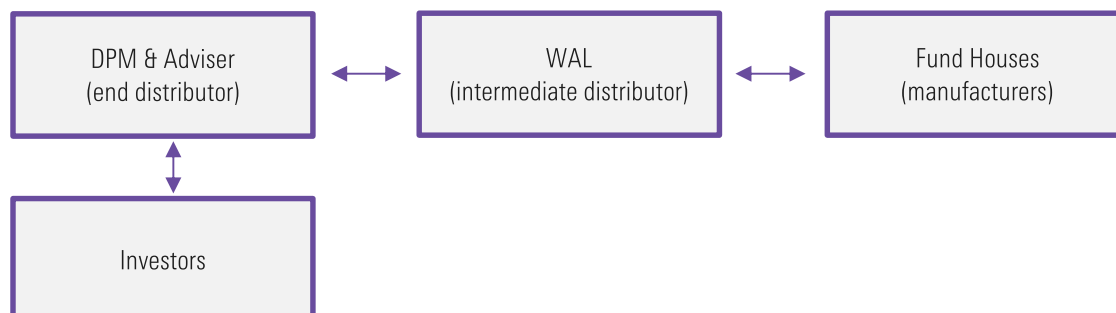 DPM & Adviser
(end distributor)
WAL
(intermediate distributor)
Fund Houses
(manufacturers)
Investors